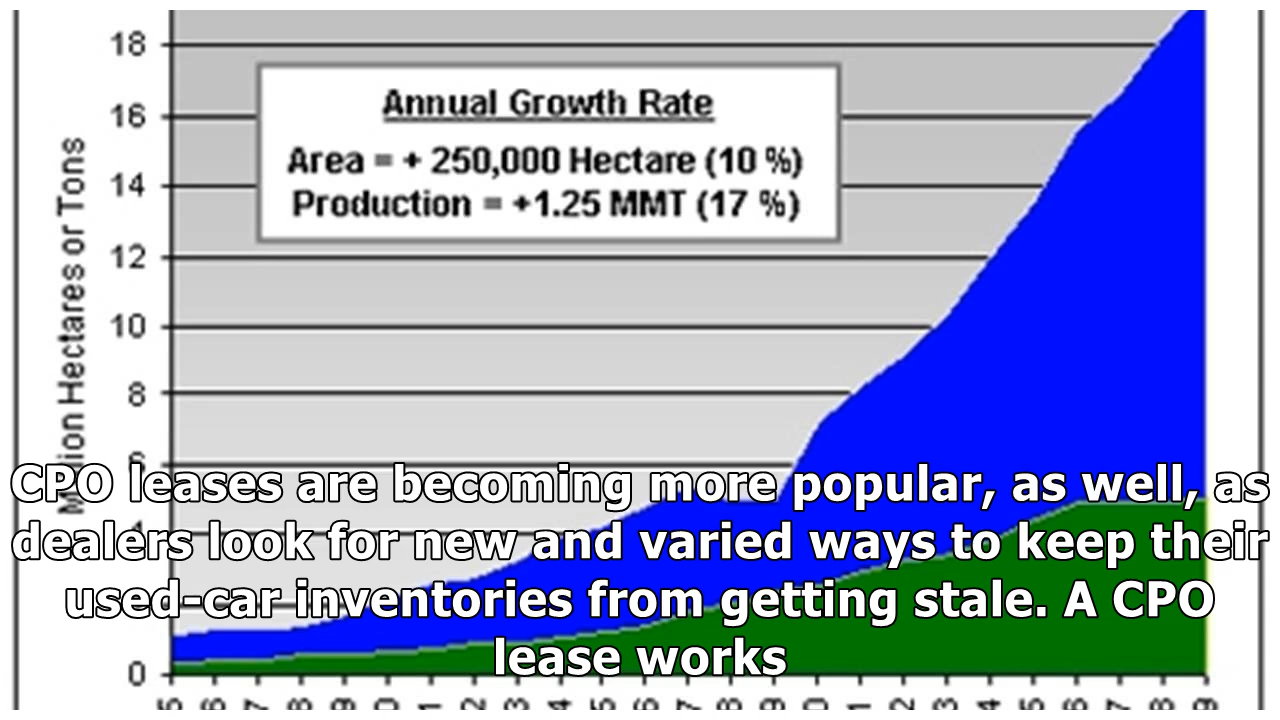 18
Annual Growth Rate
16
Area = + 250,000 Hectare (10 %)
14
Production = +1.25 MMT (17 %)
12
10
8
6
4
0
Hectares or Tons
CPO leases are becoming more popular, as well, as
dealers look for new and varied ways to keep their
used-car inventories from getting stale. A CPO
lease works